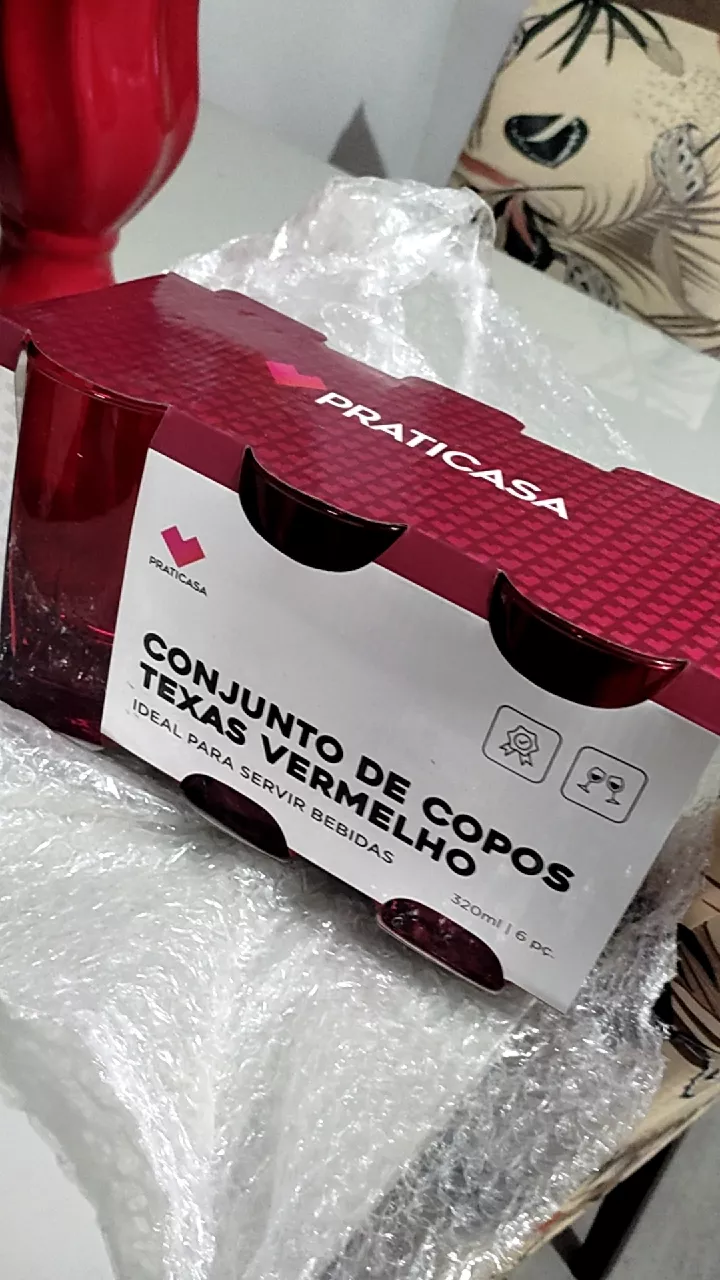 PRATICASA
PRATICASA
CONJUNTO DE COPOS
TEXAS VERMELHO
IDEAL PARA SERVIR BEBIDAS
320ml | 6 pç.